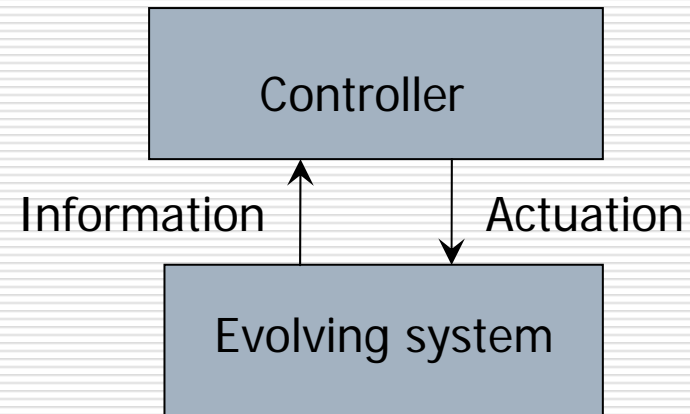 Controller
Information
Actuation
Evolving system